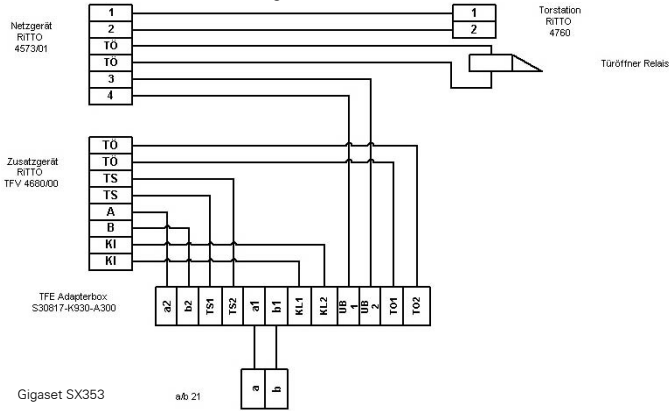 Netzgerät
RiTTO
4573/01
1
2
TÖ
TÖ
3
4
1
2
Torstation
RiTTO
4760
Türöffner Relais
Zusatzgerät
RiTTO
TFV 4680/00
TÖ
TÖ
TS
TS
A
B
KI
KI
TFE Adapterbox
S30817-K930-A300
a2
b2
TS1
TS2
a1
b1
KL1
KL2
UB 1
UB 2
TO1
TO2
Gigaset SX353
a/b 21
a
b